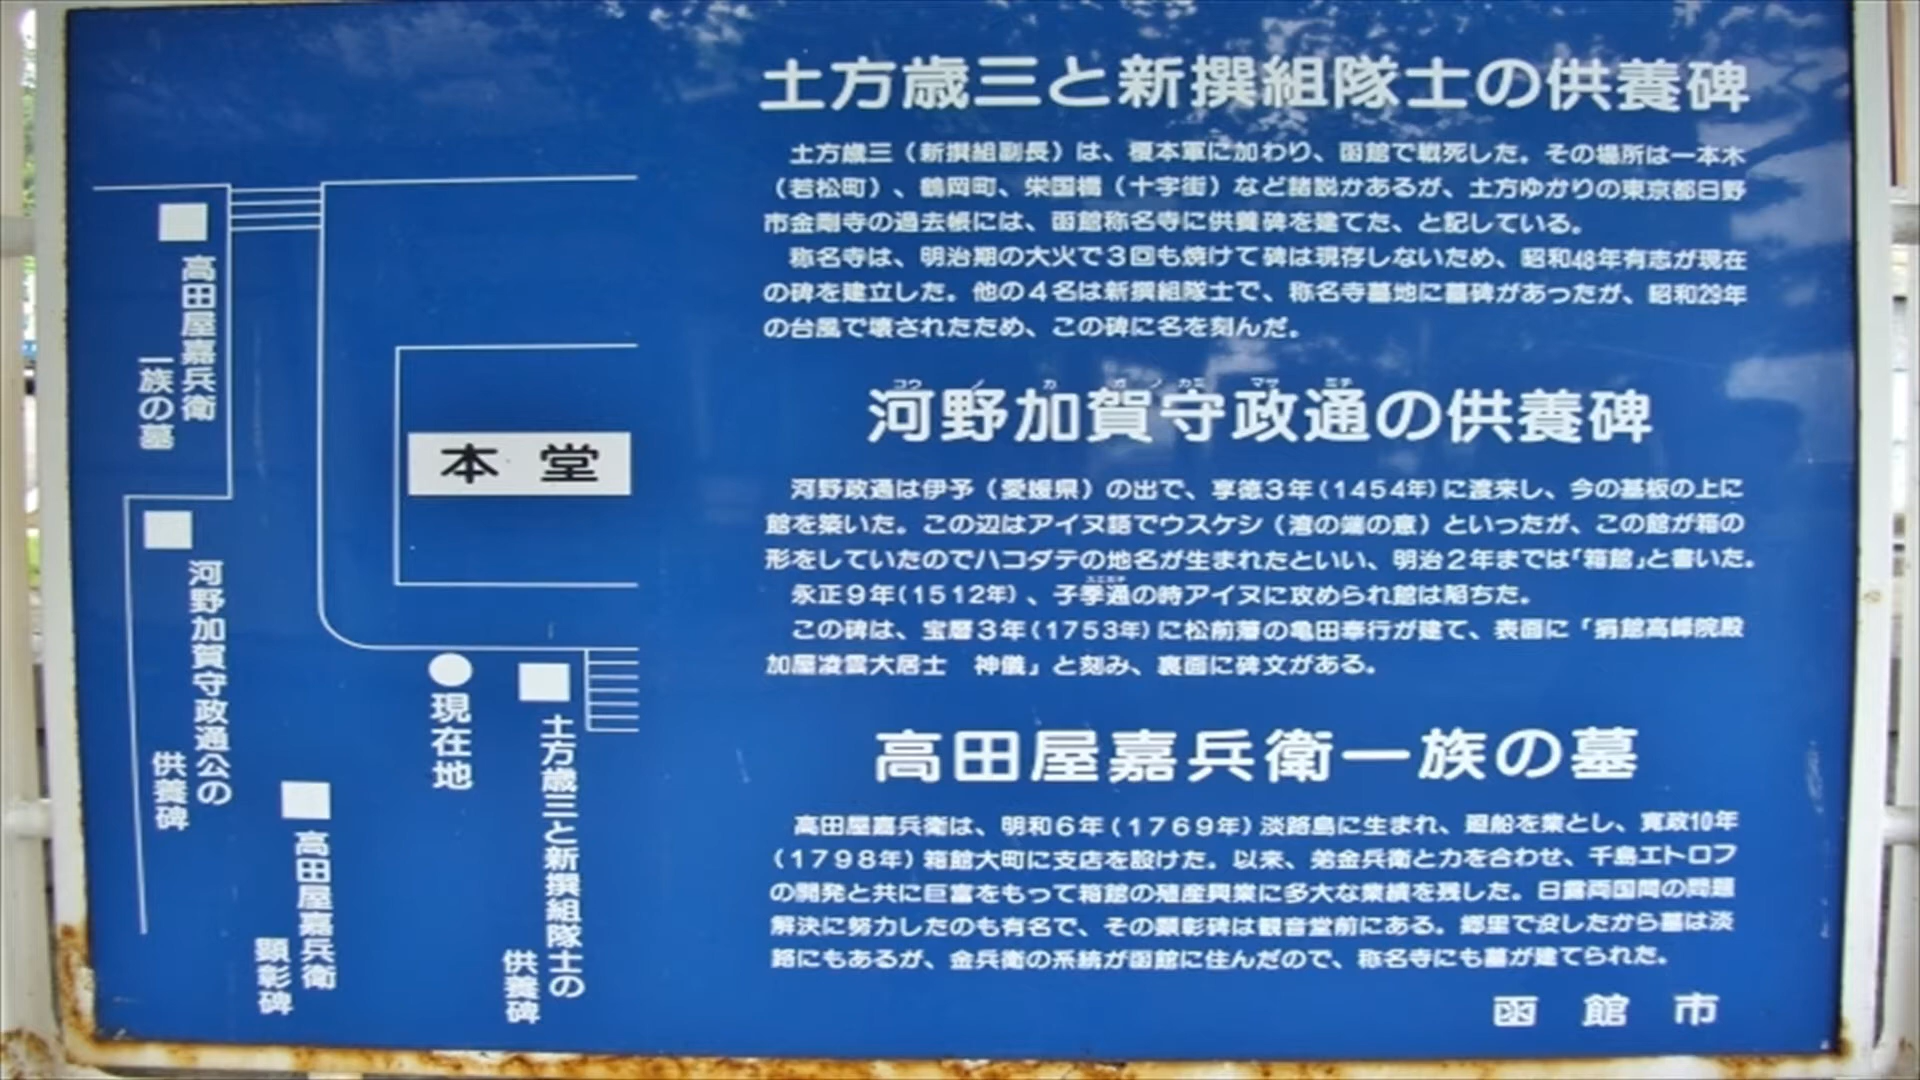 土方歳三と新撰組隊士の供養碑
土方歳三（新撰組副長）は、榎本軍に加わり、函館で戦死した。その場所は一本木
（若松町）、鶴岡町、栄国橋（十字街）など諸説があるが、土方ゆかりの東京都日野
市金剛寺の過去帳には、函館称名寺に供養碑を建てた、と記している。
称名寺は、明治期の大火で３回も焼けて碑は現存しないため、昭和48年有志が現在
の碑を建立した。他の４名は新撰組隊士で、称名寺墓地に墓碑があったが、昭和29年
の台風で壊されたため、この碑に名を刻んだ。
コウ ノ カ ガノ カミ マサ ミチ
河野加賀守政通の供養碑
河野政通は伊予（愛媛県）の出で、享徳３年(1454年)に渡来し、今の基坂の上に
館を築いた。この辺はアイヌ語でウスケシ（湾の端の意）といったが、この館が箱の
形をしていたのでハコダテの地名が生まれたといい、明治２年までは「箱館」と書いた。
スエミチ
永正９年(1512年)、子季通の時アイヌに攻められ館は陥ちた。
この碑は、宝暦３年(1753年)に松前藩の亀田奉行が建て、表面に「捐館高峰院殿
加屋凌雲大居士　神儀」と刻み、裏面に碑文がある。
高田屋嘉兵衛一族の墓
高田屋嘉兵衛は、明和６年(1769年)淡路島に生まれ、廻船を業とし、寛政10年
(1798年)箱館大町に支店を設けた。以来、弟金兵衛と力を合わせ、千島エトロフ
の開発と共に巨富をもって箱館の殖産興業に多大な業績を残した。日露両国間の問題
解決に努力したのも有名で、その顕彰碑は観音堂前にある。郷里で没したから墓は淡
路にもあるが、金兵衛の系統が函館に住んだので、称名寺にも墓が建てられた。
函館市
高田屋嘉兵衛
一族の墓
本堂
河野加賀守政通公の
供養碑
現在地
土方歳三と新撰組隊士の
供養碑
高田屋嘉兵衛
顕彰碑